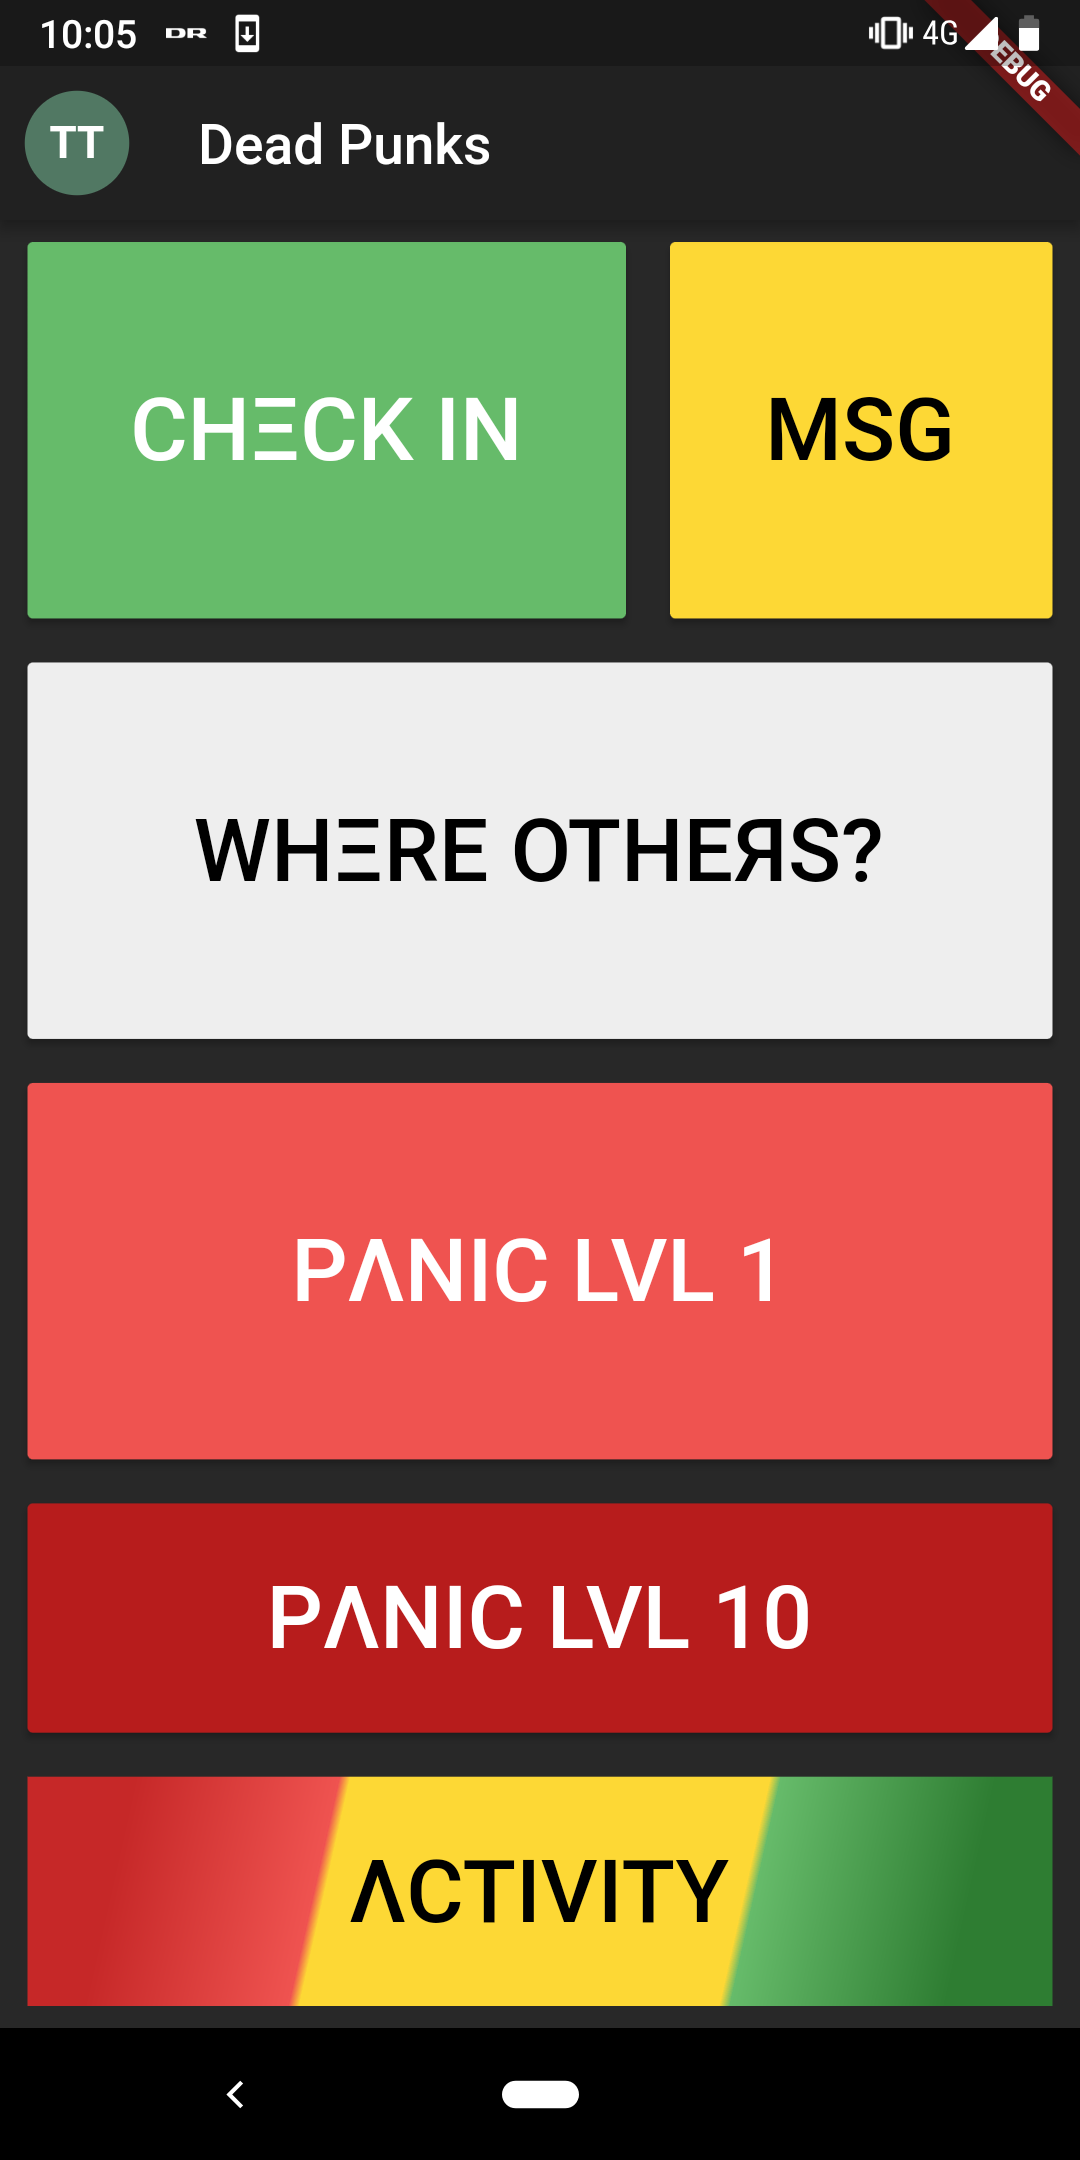 10:05 DR 4G
EBUG
TT Dead Punks
CHΞCK IN
MSG
WHΞRE OTHEЯS?
PΛNIC LVL 1
PΛNIC LVL 10
ΛCTIVITY